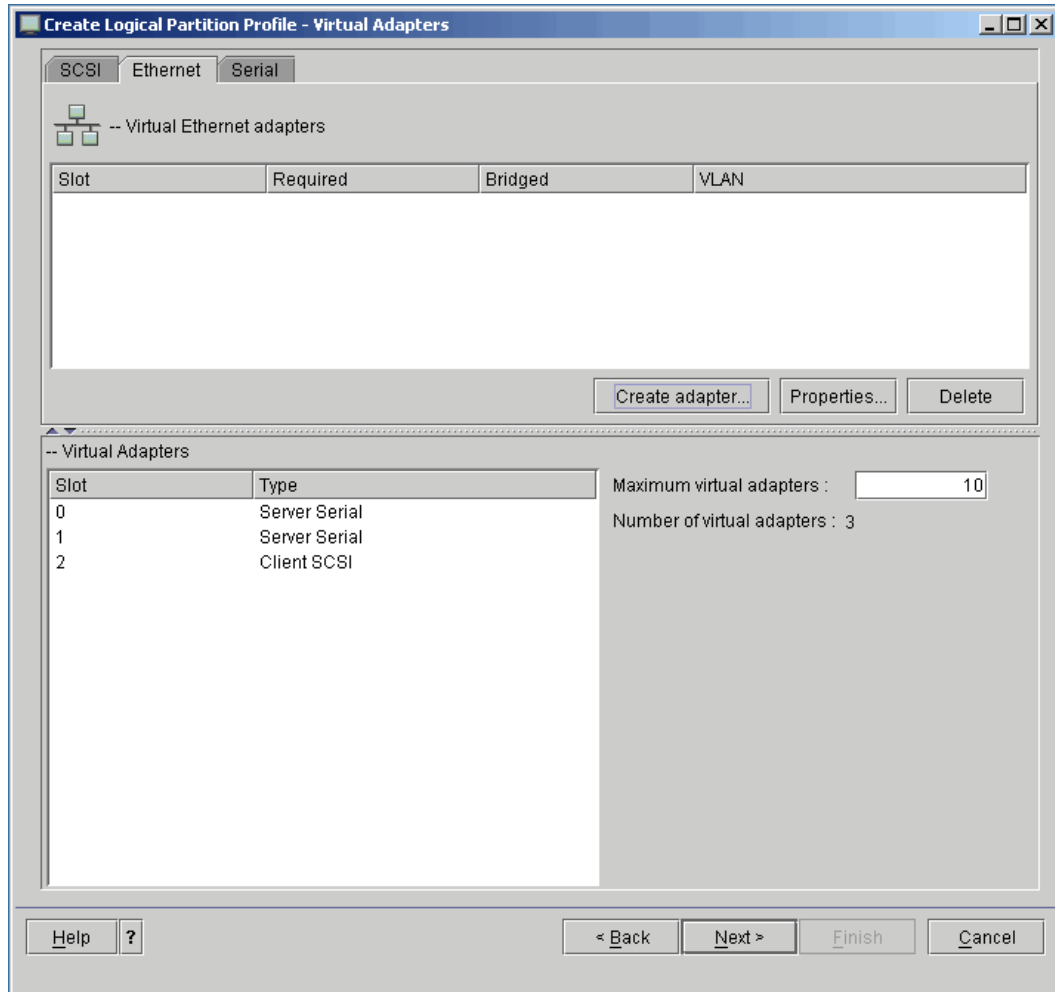 Create Logical Partition Profile - Virtual Adapters
SCSI Ethernet Serial
-- Virtual Ethernet adapters
Slot Required Bridged VLAN
Create adapter... Properties... Delete
-- Virtual Adapters
Slot Type
0 Server Serial
1 Server Serial
2 Client SCSI
Maximum virtual adapters : 10
Number of virtual adapters : 3
Help ? < Back Next > Finish Cancel